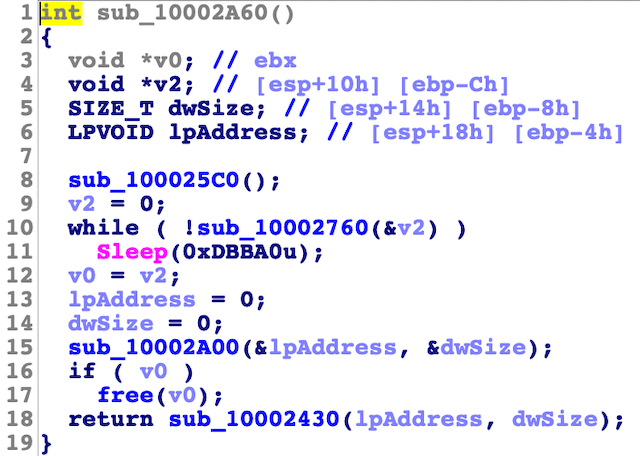 1 int sub_10002A60()
2 {
3 void *v0; // ebx
4 void *v2; // [esp+10h] [ebp-Ch]
5 SIZE_T dwSize; // [esp+14h] [ebp-8h]
6 LPVOID lpAddress; // [esp+18h] [ebp-4h]
7
8 sub_100025C0();
9 v2 = 0;
10 while ( !sub_10002760(&v2) )
11 Sleep(0xDBBA0u);
12 v0 = v2;
13 lpAddress = 0;
14 dwSize = 0;
15 sub_10002A00(&lpAddress, &dwSize);
16 if ( v0 )
17 free(v0);
18 return sub_10002430(lpAddress, dwSize);
19 }